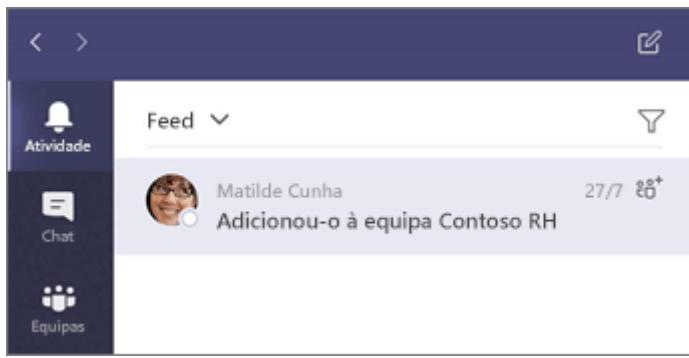 Feed
Atividade
Matilde Cunha 27/7
Adicionou-o à equipa Contoso RH
Chat
Equipas